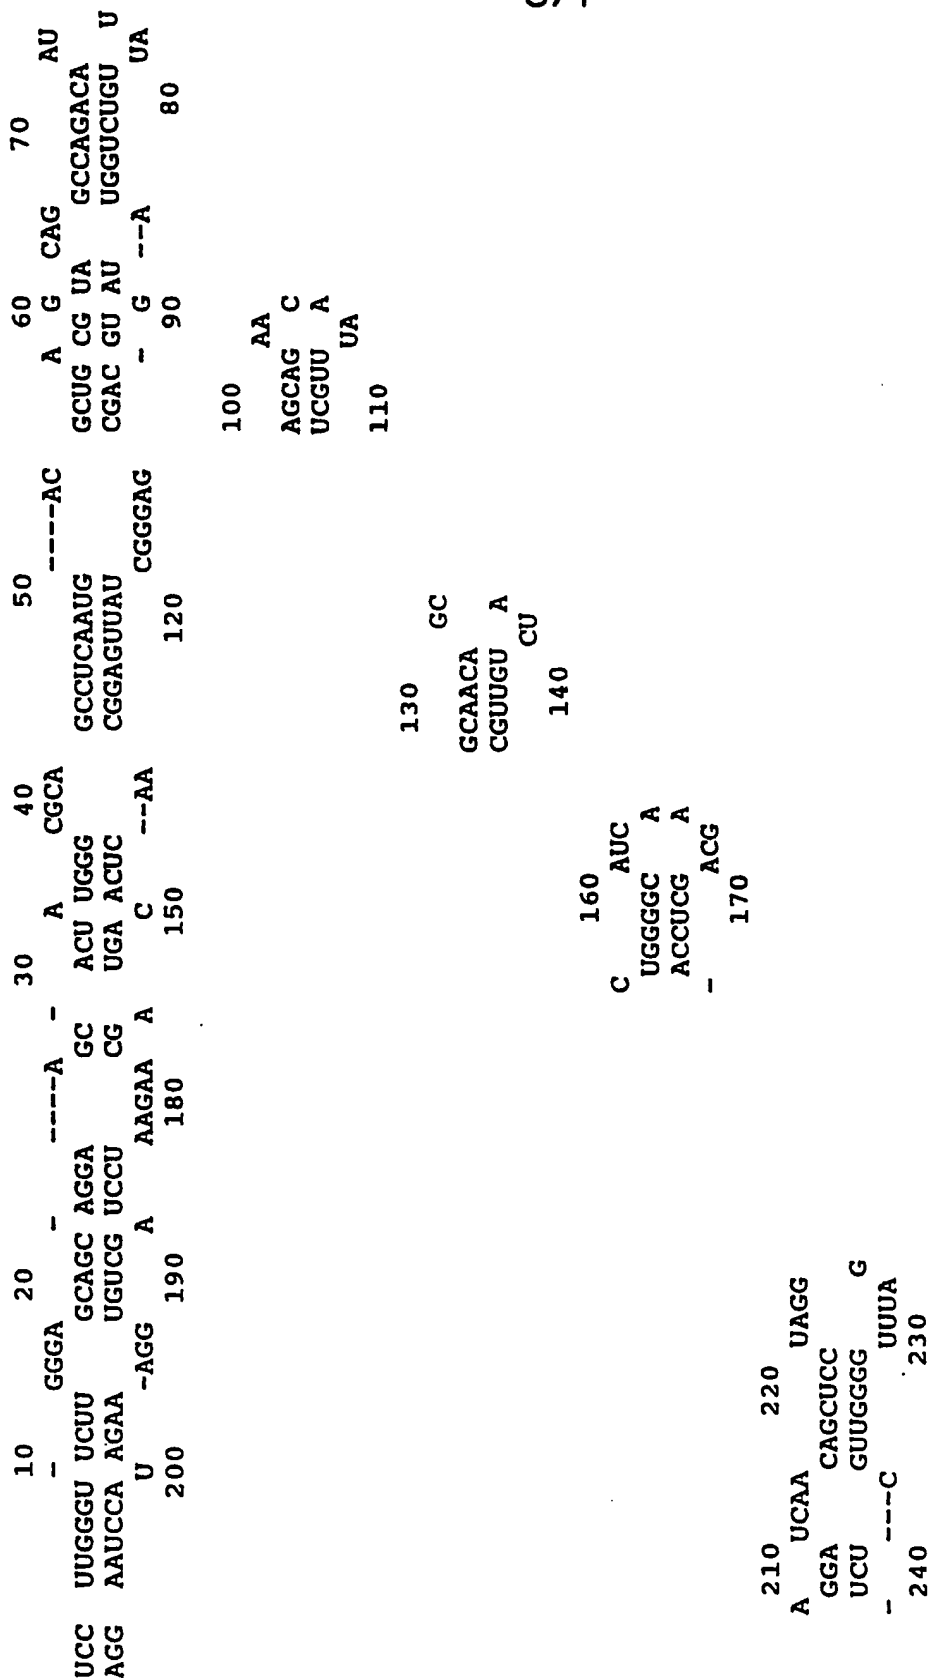 10 20 30 40 50 60 70
- GGGA - ----A - A CGCA ----AC A G CAG AU
UCC UUGGGU UCUU GCAGC AGGA GC ACU UGGG GCCUCAAUG GCUG CG UA GCCAGACA
AGG AAUCCA AGAA UGUCG UCCU CG UGA ACUC CGGAGUUAU CGAC GU AU UGGUCUGU U
U -AGG A AAGAA A C --AA CGGGAG - G ---A UA
200 190 180 150 120 90 80
100
AA
AGCAG C
UCGUU A
UA
110
130
GC
GCAACA
CGUUGU A
CU
140
160
C AUC
UGGGGC A
ACCUCG A
- ACG
170
210 220
A UCAA UAGG
GGA CAGCUCC
UCU GUUGGGG G
- ---C UUUA
240 230